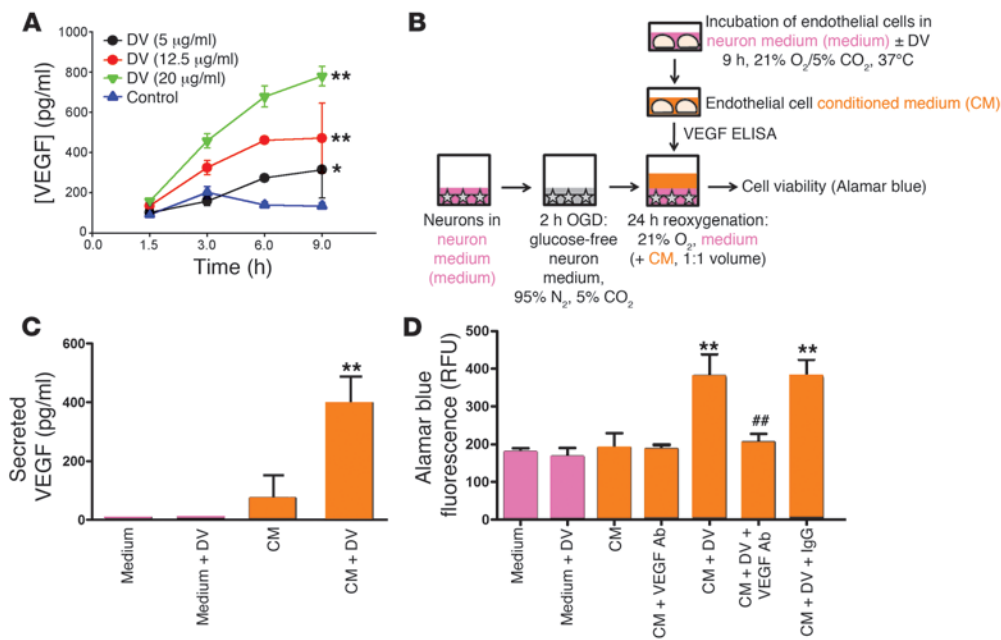 A
DV (5 μg/ml)
DV (12.5 μg/ml)
DV (20 μg/ml)
Control
1000
800
600
400
200
0
[VEGF] (pg/ml)
**
**
*
0.0 1.5 3.0 6.0 9.0
Time (h)
B
Incubation of endothelial cells in
neuron medium (medium) ± DV
9 h, 21% O2/5% CO2, 37°C
Endothelial cell conditioned medium (CM)
VEGF ELISA
Cell viability (Alamar blue)
Neurons in
neuron
medium
(medium)
2 h OGD:
glucose-free
neuron
medium,
95% N2, 5% CO2
24 h reoxygenation:
21% O2, medium
(+ CM, 1:1 volume)
C
Secreted
VEGF (pg/ml)
600
400
200
0
**
Medium
Medium + DV
CM
CM + DV
D
Alamar blue
fluorescence (RFU)
500
400
300
200
100
0
**
##
**
Medium
Medium + DV
CM
CM + VEGF Ab
CM + DV
CM + DV +
VEGF Ab
CM + DV + IgG